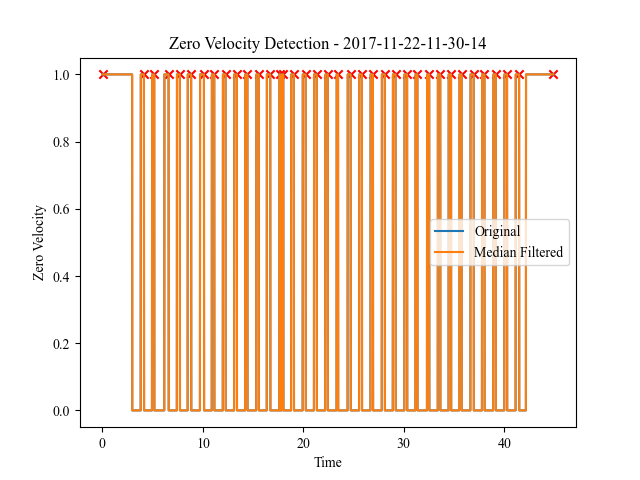 Zero Velocity Detection - 2017-11-22-11-30-14
1.0
0.8
0.6
0.4
0.2
0.0
Zero Velocity
Original
Median Filtered
0 10 20 30 40
Time